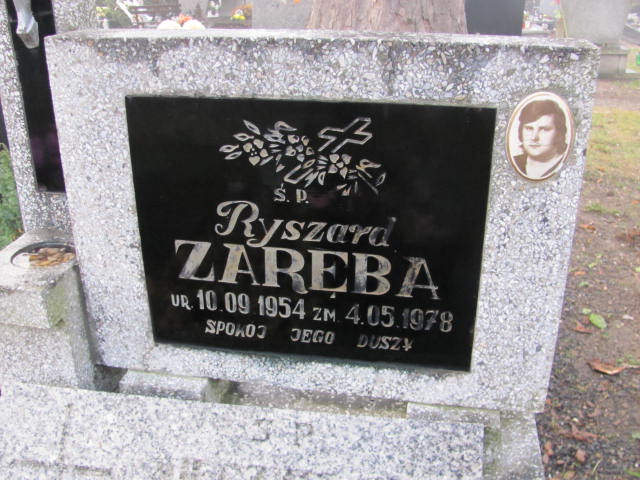 Ś. P.
Ryszard
ZARĘBA
UR. 10.09.1954 ZM. 4.05.1978
SPOKÓJ JEGO DUSZY
Ś P